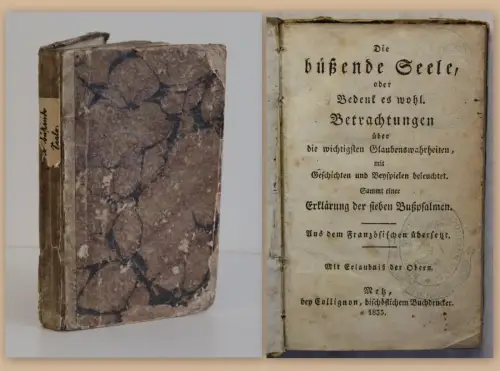 Die
büßende Seele,
oder
Bedenk es wohl.
Betrachtungen
über
die wichtigsten Glaubenswahrheiten,
mit
Geschichten und Beyspielen beleuchtet.
Sammt einer
Erklärung der sieben Bußpsalmen.
Aus dem Französischen übersetzt.
Mit Erlaubniß der Obern.
Metz,
bey Collignon, bischöflichem Buchdrucker.
1833.